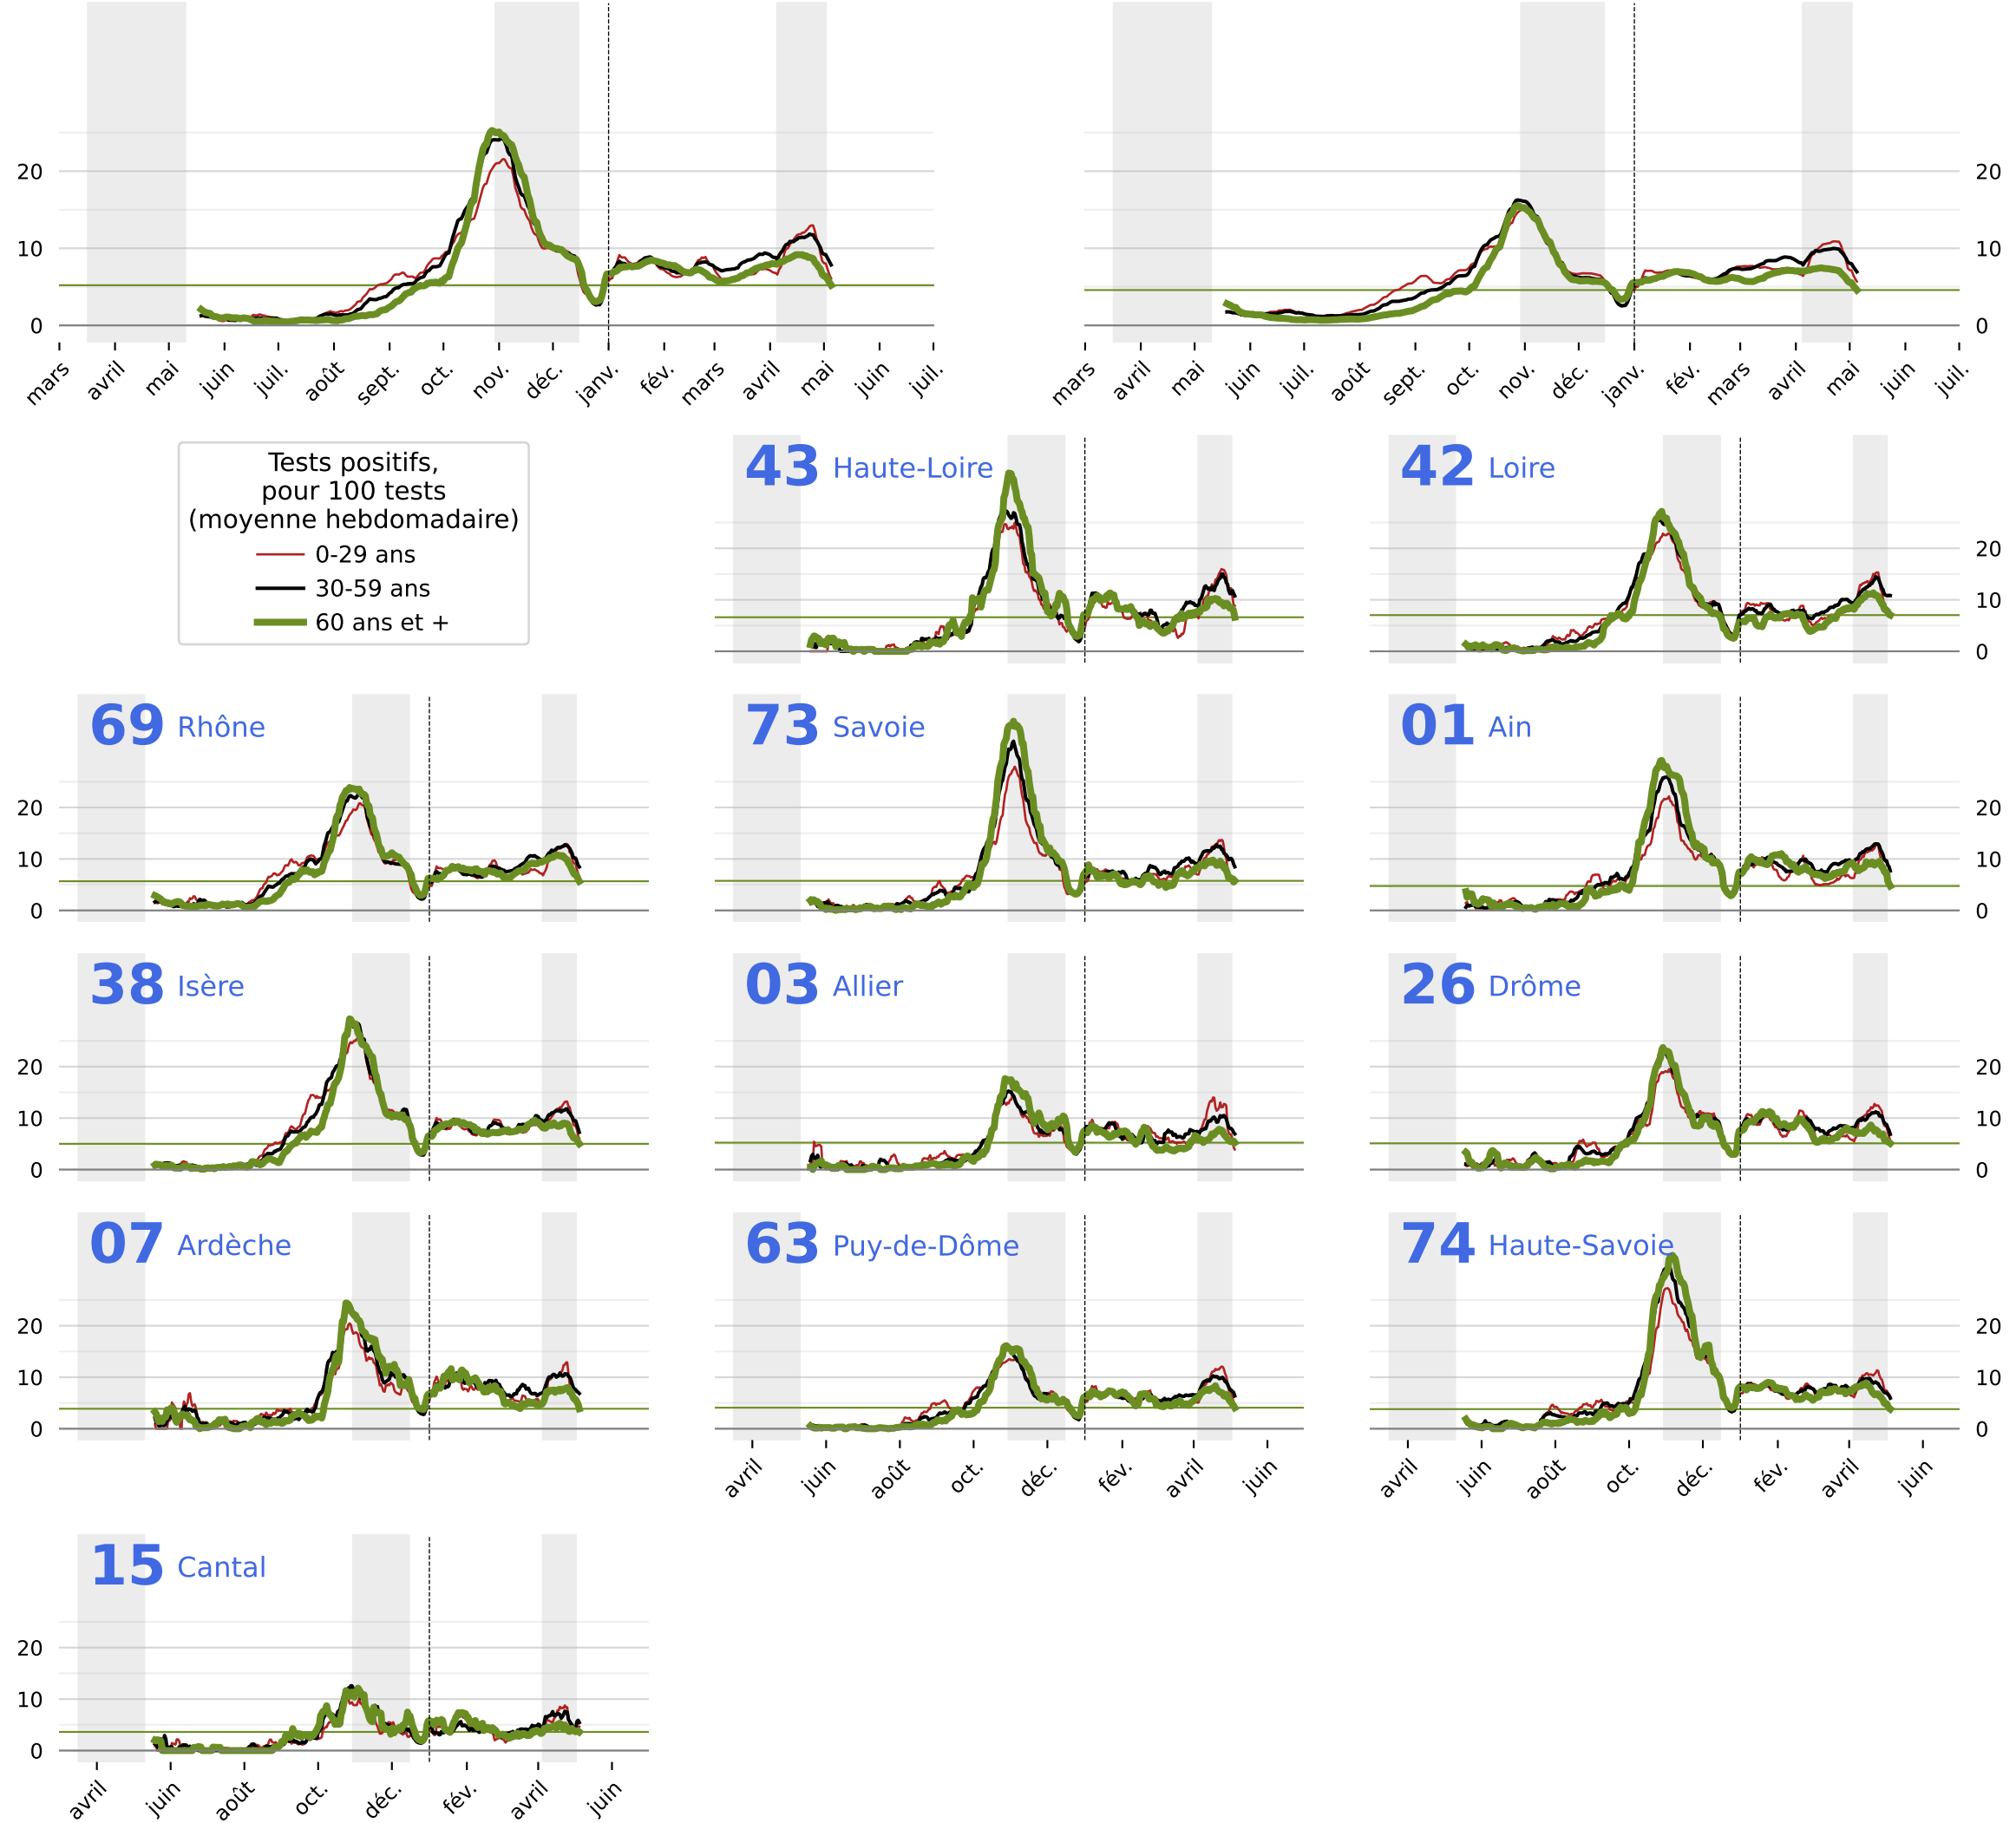 20
10
0
mars avril mai juin juil. août sept. oct. nov. déc. janv. fév. mars avril mai juin juil.
20
10
0
mars avril mai juin juil. août sept. oct. nov. déc. janv. fév. mars avril mai juin juil.
Tests positifs,
pour 100 tests
(moyenne hebdomadaire)
0-29 ans
30-59 ans
60 ans et +
43 Haute-Loire
42 Loire
20
10
0
69 Rhône
20
10
0
73 Savoie
01 Ain
20
10
0
38 Isère
20
10
0
03 Allier
26 Drôme
20
10
0
07 Ardèche
20
10
0
63 Puy-de-Dôme
avril juin août oct. déc. fév. avril juin
74 Haute-Savoie
20
10
0
avril juin août oct. déc. fév. avril juin
15 Cantal
20
10
0
avril juin août oct. déc. fév. avril juin